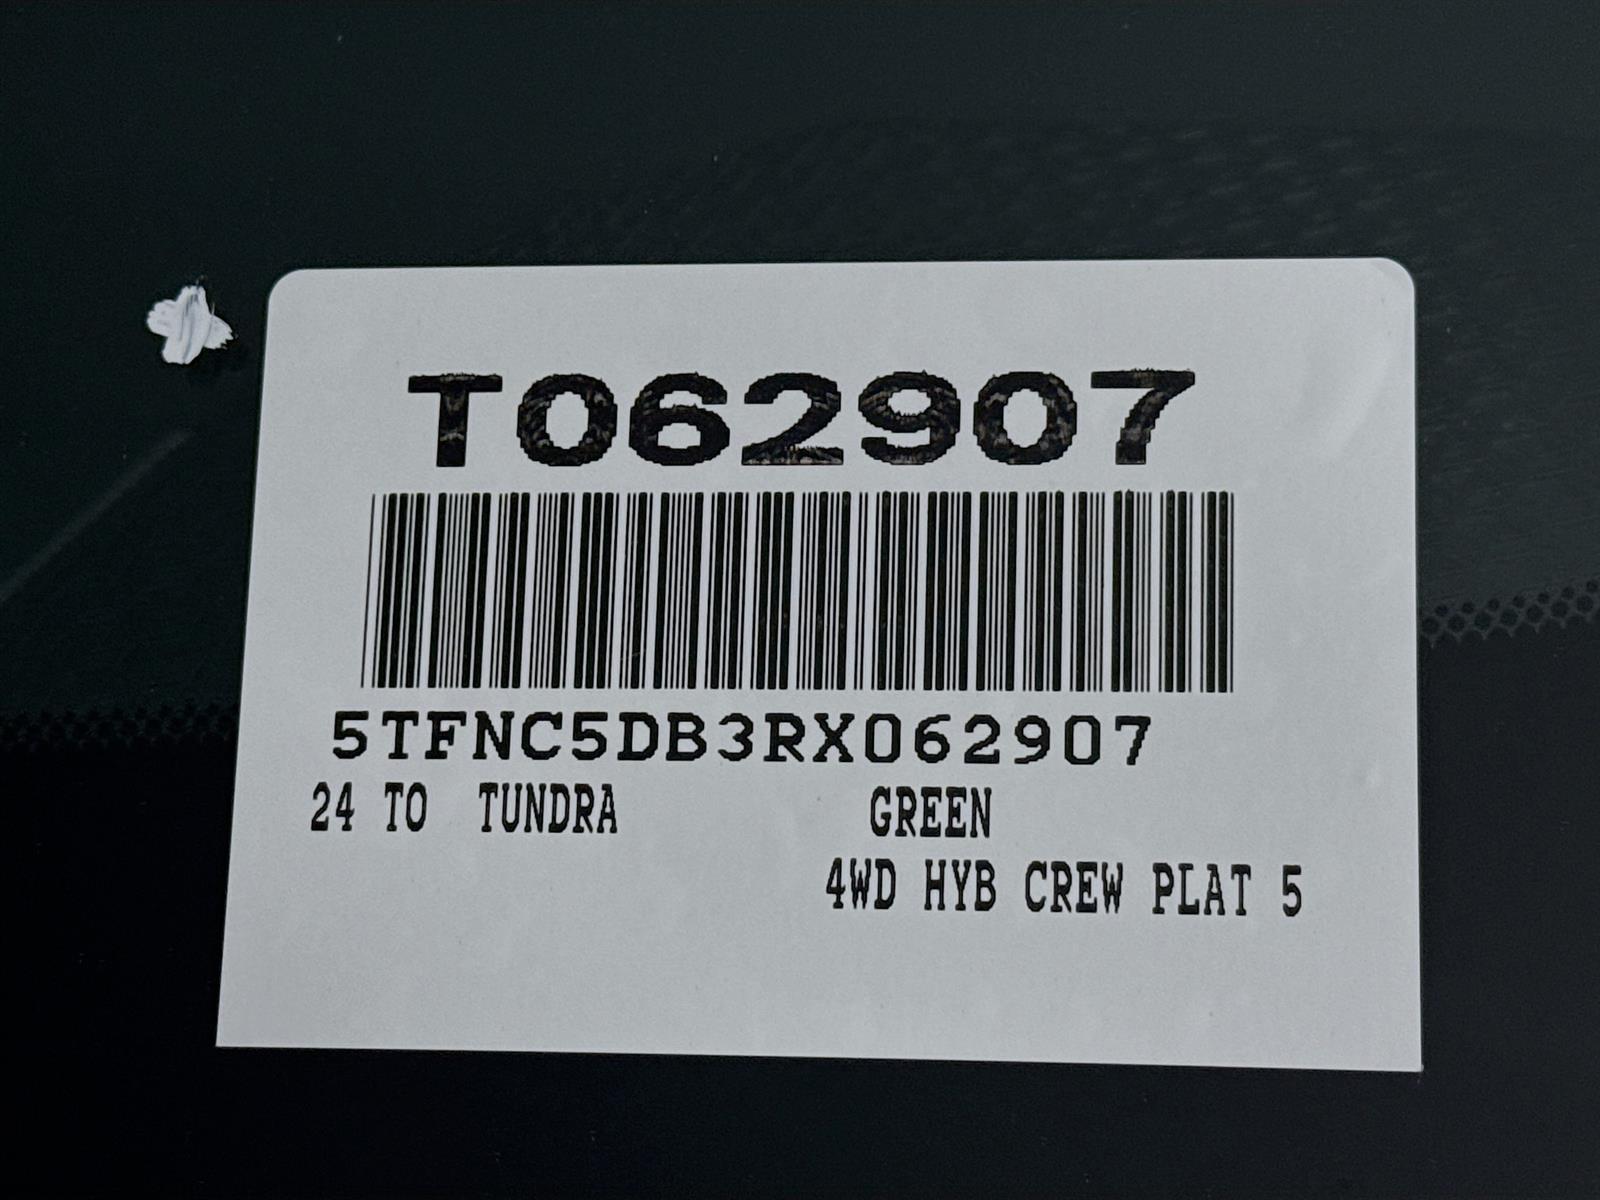 T062907
5TFNC5DB3RX062907
24 TO TUNDRA GREEN
4WD HYB CREW PLAT 5